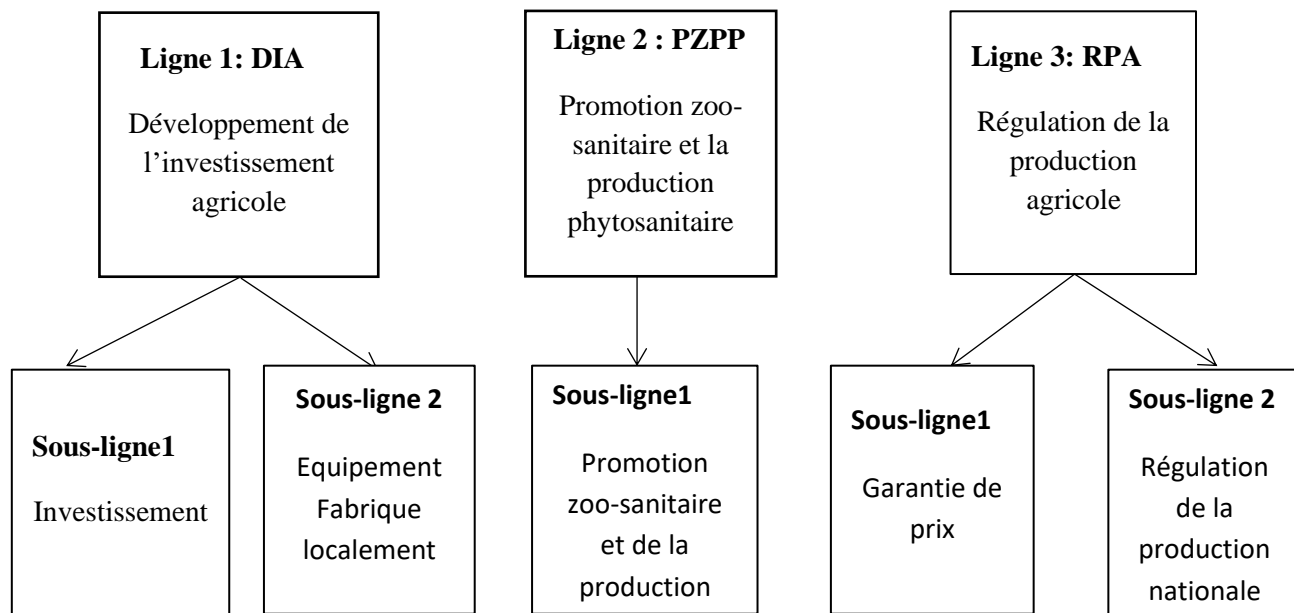 Ligne 1: DIA
Développement de
l’investissement
agricole
Ligne 2 : PZPP
Promotion zoo-
sanitaire et la
production
phytosanitaire
Ligne 3: RPA
Régulation de la
production
agricole
Sous-ligne1
Investissement
Sous-ligne 2
Equipement
Fabrique
localement
Sous-ligne1
Promotion
zoo-sanitaire
et de la
production
Sous-ligne1
Garantie de
prix
Sous-ligne 2
Régulation
de la
production
nationale